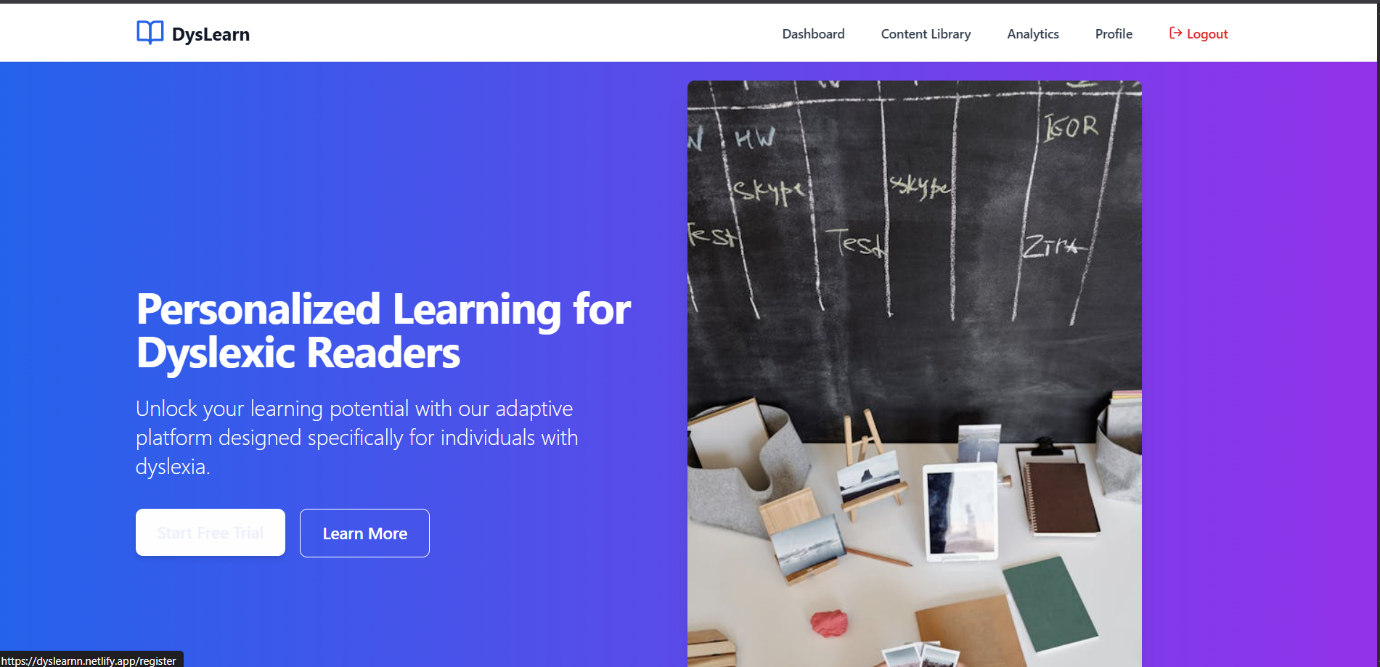 DysLearn
Dashboard
Content Library
Analytics
Profile
Logout
HW
IGOR
Skype
sskype
Test
Test
Personalized Learning for
Dyslexic Readers
Unlock your learning potential with our adaptive
platform designed specifically for individuals with
dyslexia.
Start Free Trial
Learn More
https://dyslearnn.netlify.app/register